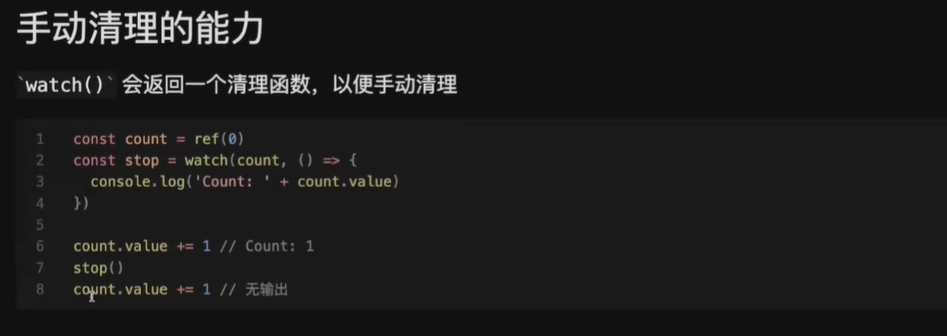 手动清理的能力
`watch()` 会返回一个清理函数，以便手动清理
1 const count = ref(0)
2 const stop = watch(count, () => {
3   console.log('Count: ' + count.value)
4 })
5
6 count.value += 1 // Count: 1
7 stop()
8 count.value += 1 // 无输出